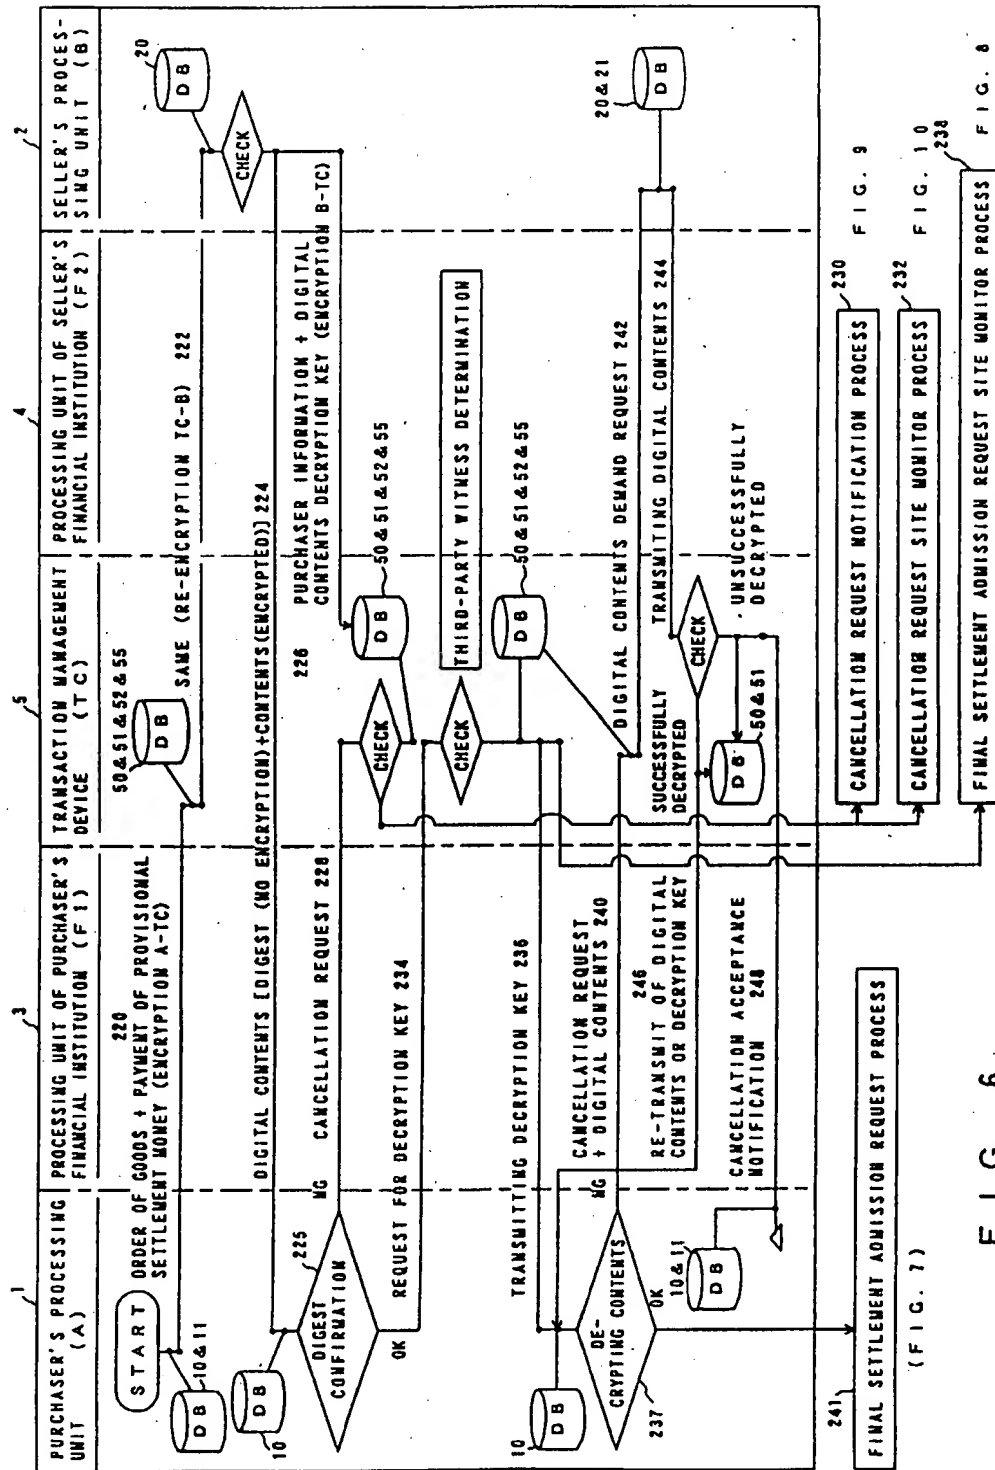 1
PURCHASER'S PROCESSING
UNIT (A)
3
PROCESSING UNIT OF PURCHASER'S
FINANCIAL INSTITUTION (F1)
5
TRANSACTION MANAGEMENT
DEVICE (TC)
4
PROCESSING UNIT OF SELLER'S
FINANCIAL INSTITUTION (F2)
2
SELLER'S PROCES-
SING UNIT (B)
START
220
ORDER OF GOODS + PAYMENT OF PROVISIONAL
SETTLEMENT MONEY (ENCRYPTION A-TC)
DB
10&11
50&51&52&55
DB
SAME (RE-ENCRYPTION TC-B) 222
DB
20
CHECK
DIGITAL CONTENTS [DIGEST (NO ENCRYPTION)+CONTENTS(ENCRYPTED)] 224
DB
10
225
DIGEST
CONFIRMATION
NG
CANCELLATION REQUEST 228
226
PURCHASER INFORMATION + DIGITAL
CONTENTS DECRYPTION KEY (ENCRYPTION B-TC)
DB
50&51&52&55
CHECK
OK
REQUEST FOR DECRYPTION KEY 234
CHECK
THIRD-PARTY WITNESS DETERMINATION
DB
50&51&52&55
TRANSMITTING DECRYPTION KEY 236
DB
10
DE-
CRYPTING CONTENTS
237
NG
CANCELLATION REQUEST
+ DIGITAL CONTENTS 240
DIGITAL CONTENTS DEMAND REQUEST 242
20&21
DB
TRANSMITTING DIGITAL CONTENTS 244
CHECK
SUCCESSFULLY
DECRYPTED
UNSUCCESSFULLY
DECRYPTED
246
RE-TRANSMIT OF DIGITAL
CONTENTS OR DECRYPTION KEY
DB
50&51
OK
10&11
DB
CANCELLATION ACCEPTANCE
NOTIFICATION 248
241
FINAL SETTLEMENT ADMISSION REQUEST PROCESS
(FIG. 7)
230
CANCELLATION REQUEST NOTIFICATION PROCESS
FIG. 9
232
CANCELLATION REQUEST SITE MONITOR PROCESS
FIG. 10
238
FINAL SETTLEMENT ADMISSION REQUEST SITE MONITOR PROCESS
FIG. 8
FIG. 6